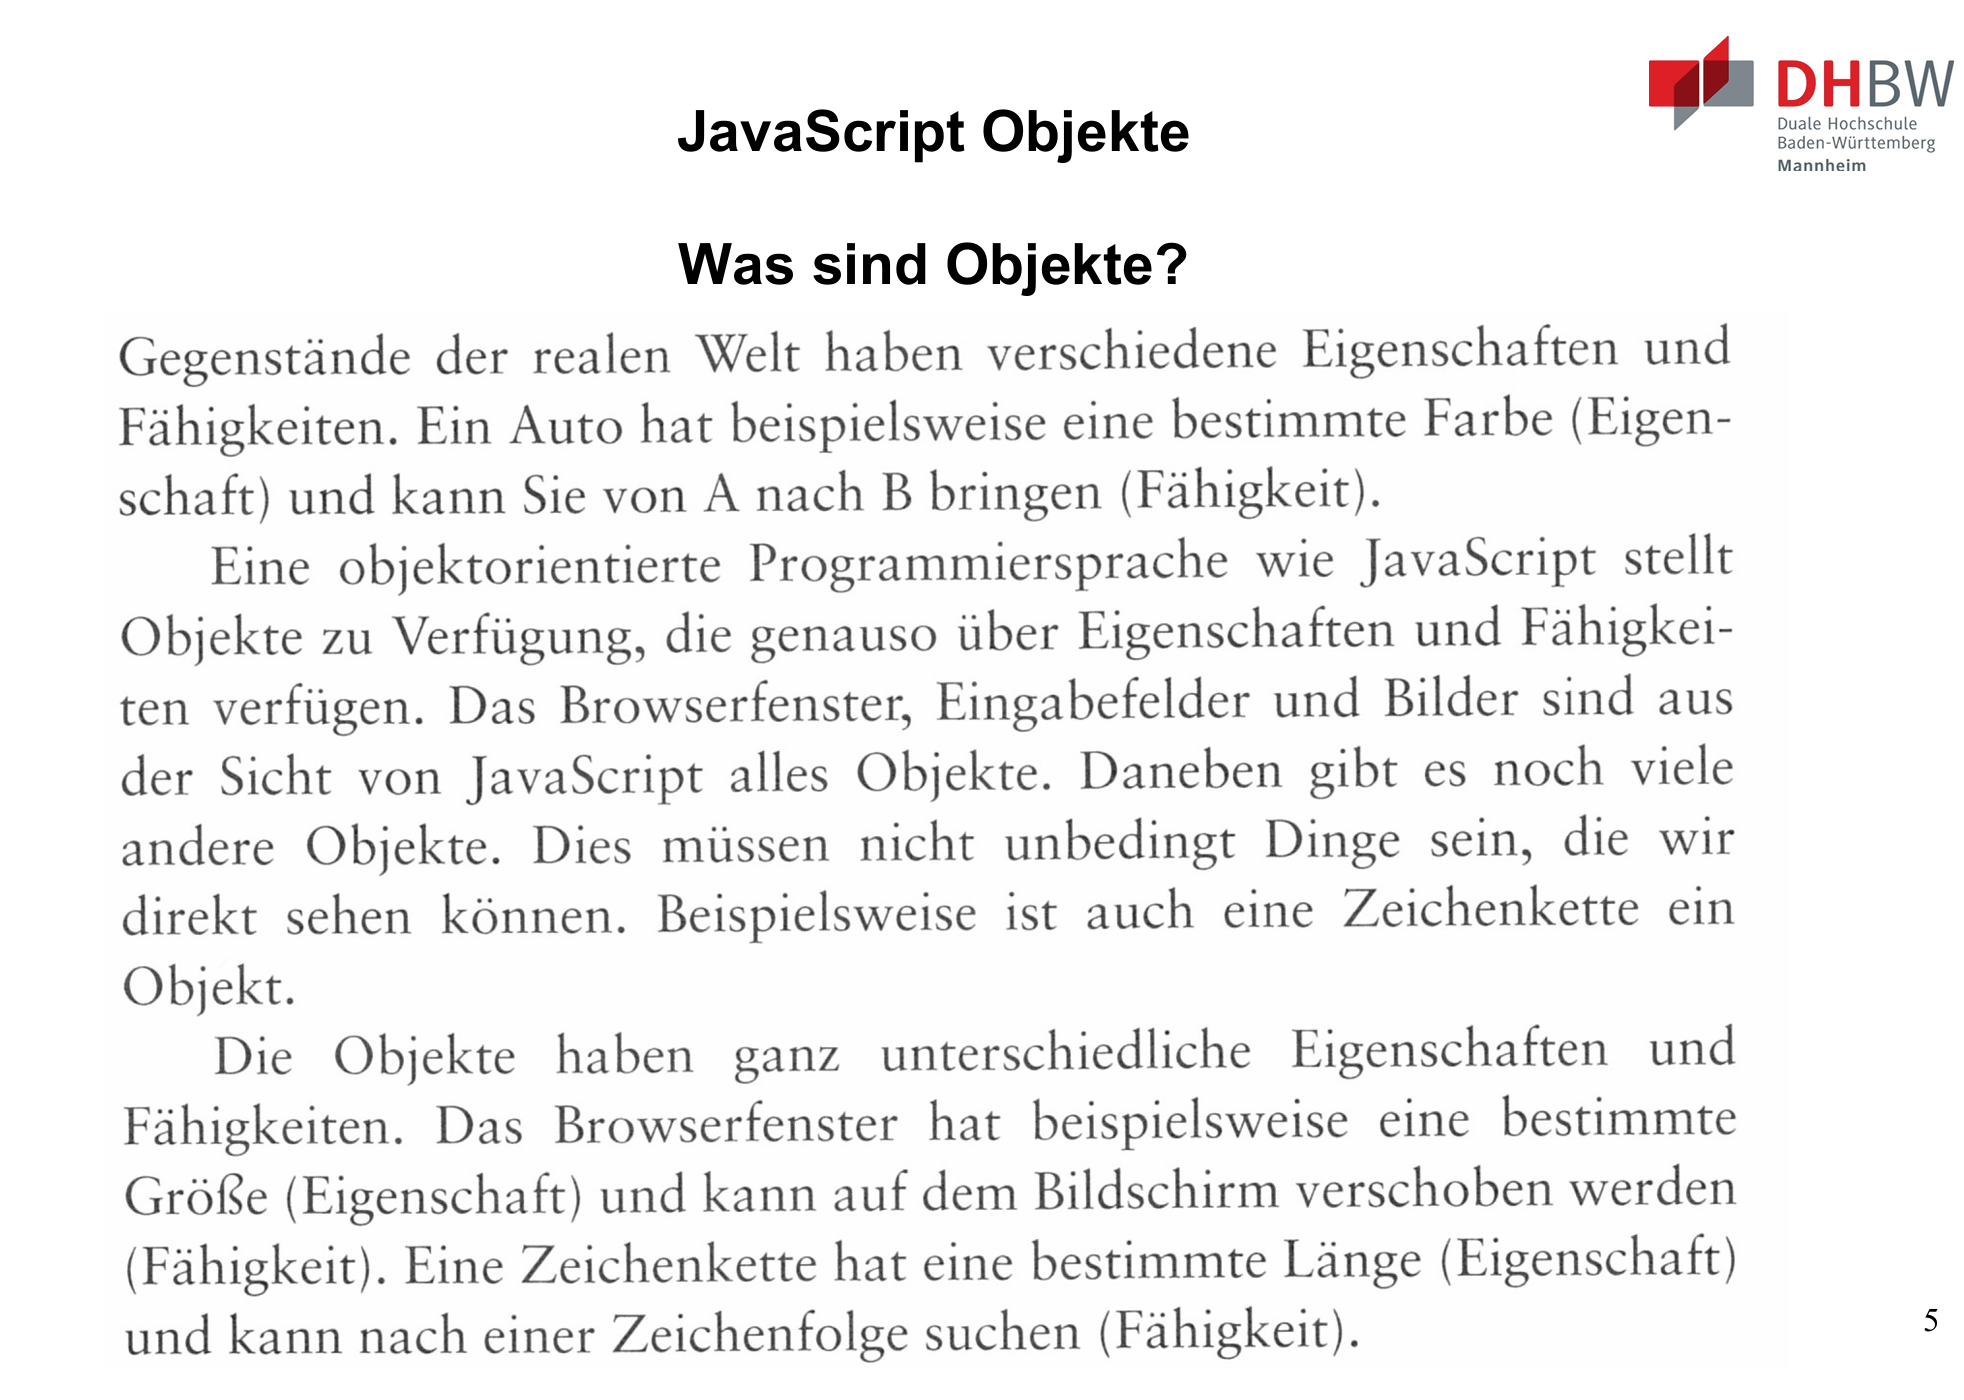 DHBW
Duale Hochschule
Baden-Württemberg
Mannheim
JavaScript Objekte
Was sind Objekte?
Gegenstände der realen Welt haben verschiedene Eigenschaften und
Fähigkeiten. Ein Auto hat beispielsweise eine bestimmte Farbe (Eigen-
schaft) und kann Sie von A nach B bringen (Fähigkeit).
Eine objektorientierte Programmiersprache wie JavaScript stellt
Objekte zu Verfügung, die genauso über Eigenschaften und Fähigkei-
ten verfügen. Das Browserfenster, Eingabefelder und Bilder sind aus
der Sicht von JavaScript alles Objekte. Daneben gibt es noch viele
andere Objekte. Dies müssen nicht unbedingt Dinge sein, die wir
direkt sehen können. Beispielsweise ist auch eine Zeichenkette ein
Objekt.
Die Objekte haben ganz unterschiedliche Eigenschaften und
Fähigkeiten. Das Browserfenster hat beispielsweise eine bestimmte
Größe (Eigenschaft) und kann auf dem Bildschirm verschoben werden
(Fähigkeit). Eine Zeichenkette hat eine bestimmte Länge (Eigenschaft)
und kann nach einer Zeichenfolge suchen (Fähigkeit).
5